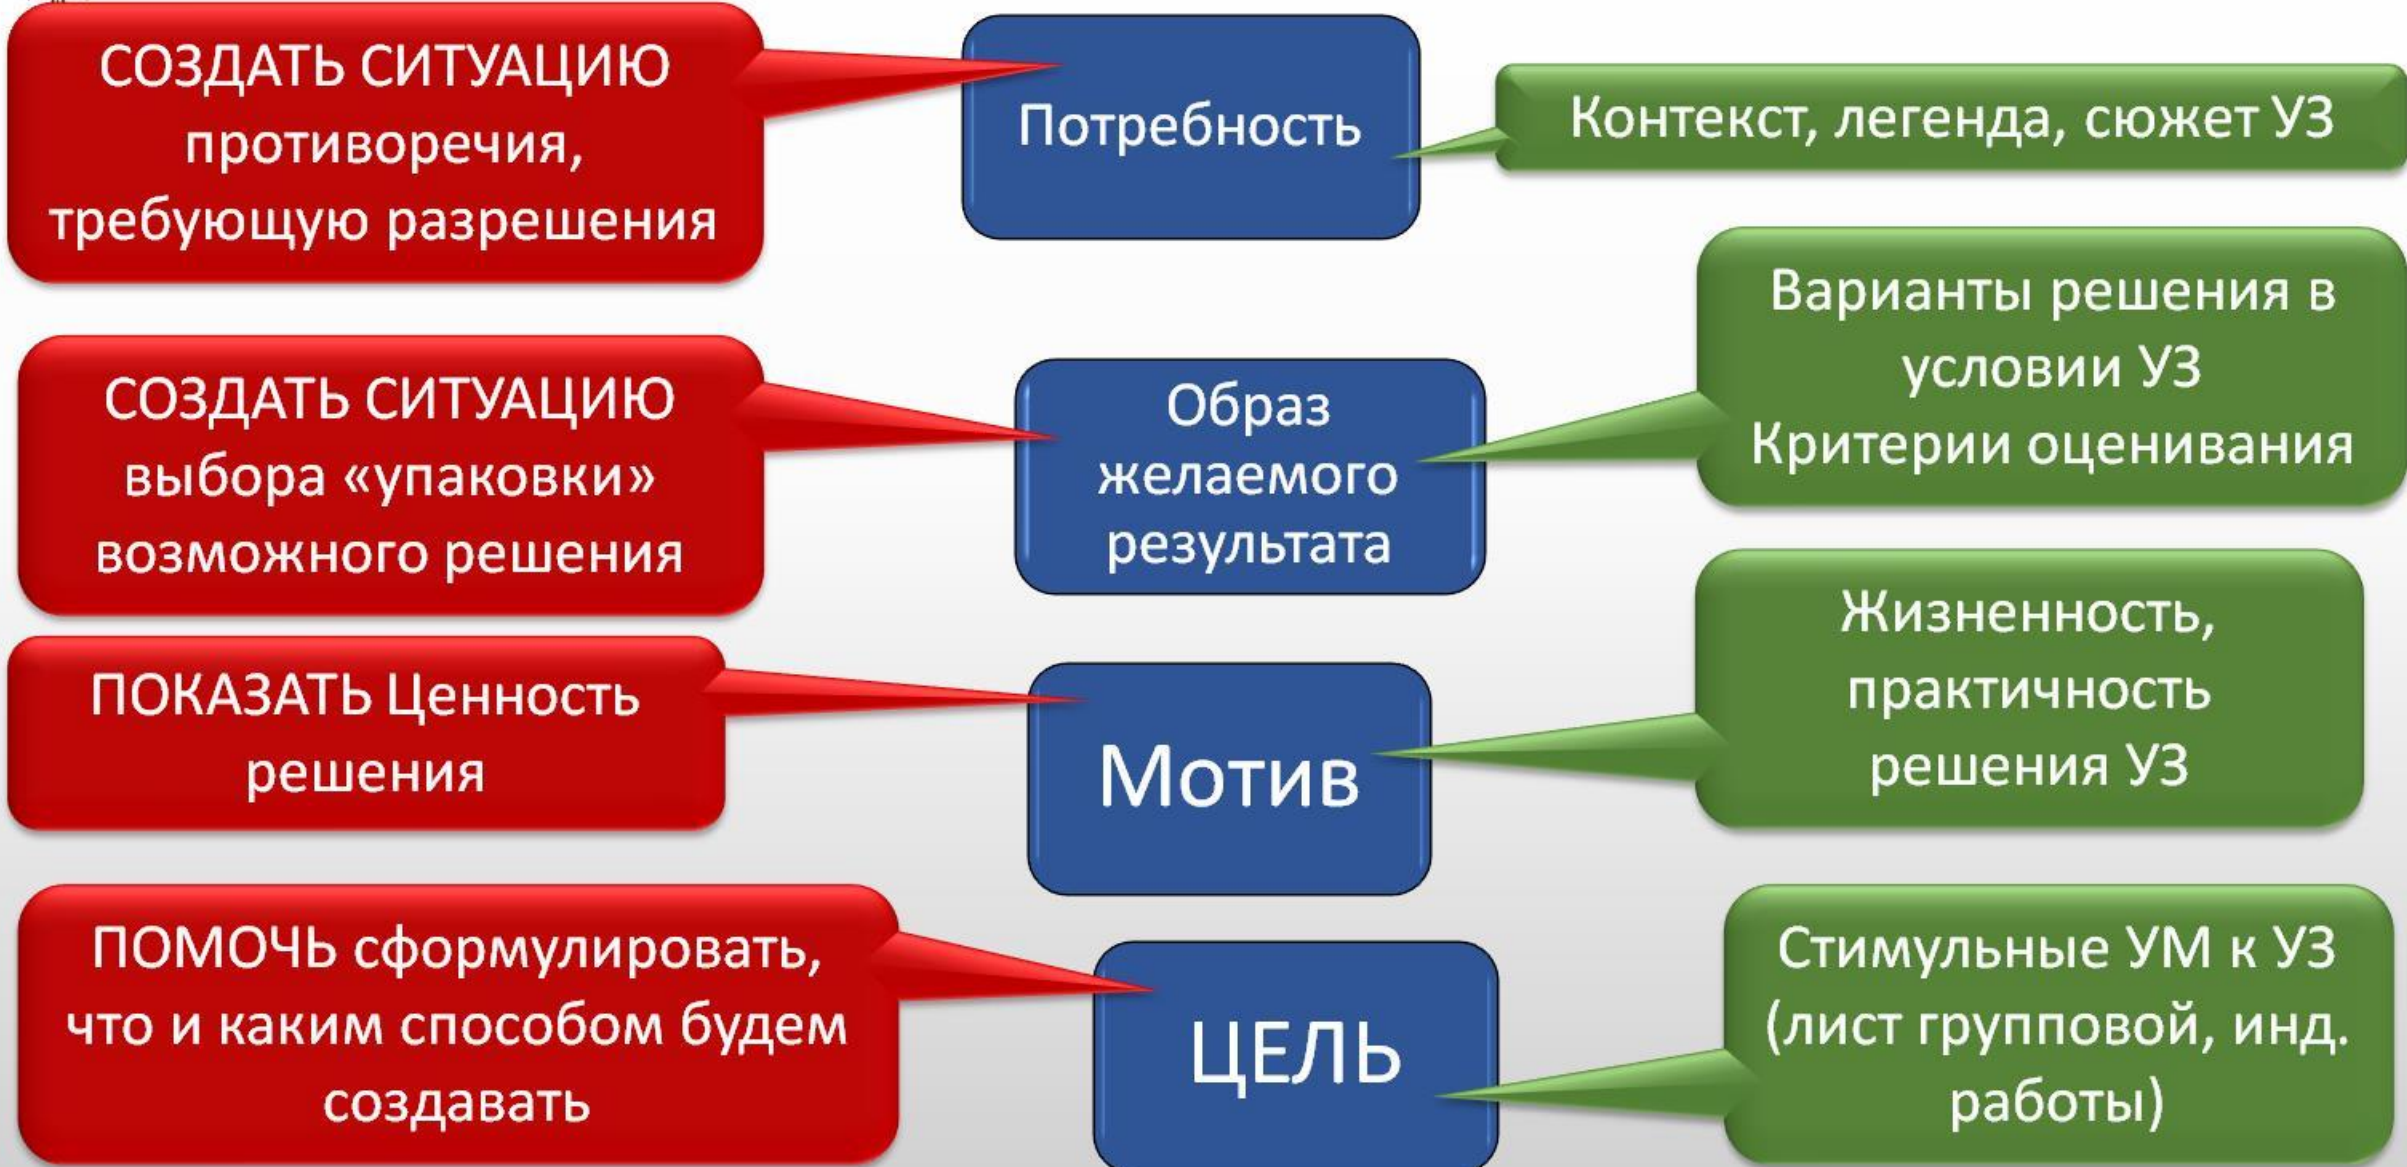 СОЗДАТЬ СИТУАЦИЮ
противоречия,
требующую разрешения
Потребность
Контекст, легенда, сюжет УЗ
СОЗДАТЬ СИТУАЦИЮ
выбора «упаковки»
возможного решения
Образ
желаемого
результата
Варианты решения в
условии УЗ
Критерии оценивания
ПОКАЗАТЬ Ценность
решения
Мотив
Жизненность,
практичность
решения УЗ
ПОМОЧЬ сформулировать,
что и каким способом будем
создавать
ЦЕЛЬ
Стимульные УМ к УЗ
(лист групповой, инд.
работы)